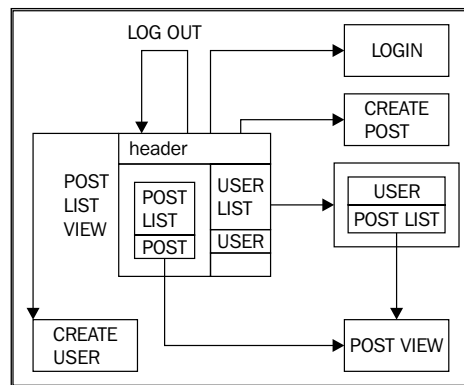 LOG OUT
LOGIN
CREATE
POST
header
POST
LIST
VIEW
POST
LIST
POST
USER
LIST
USER
USER
POST LIST
CREATE
USER
POST VIEW